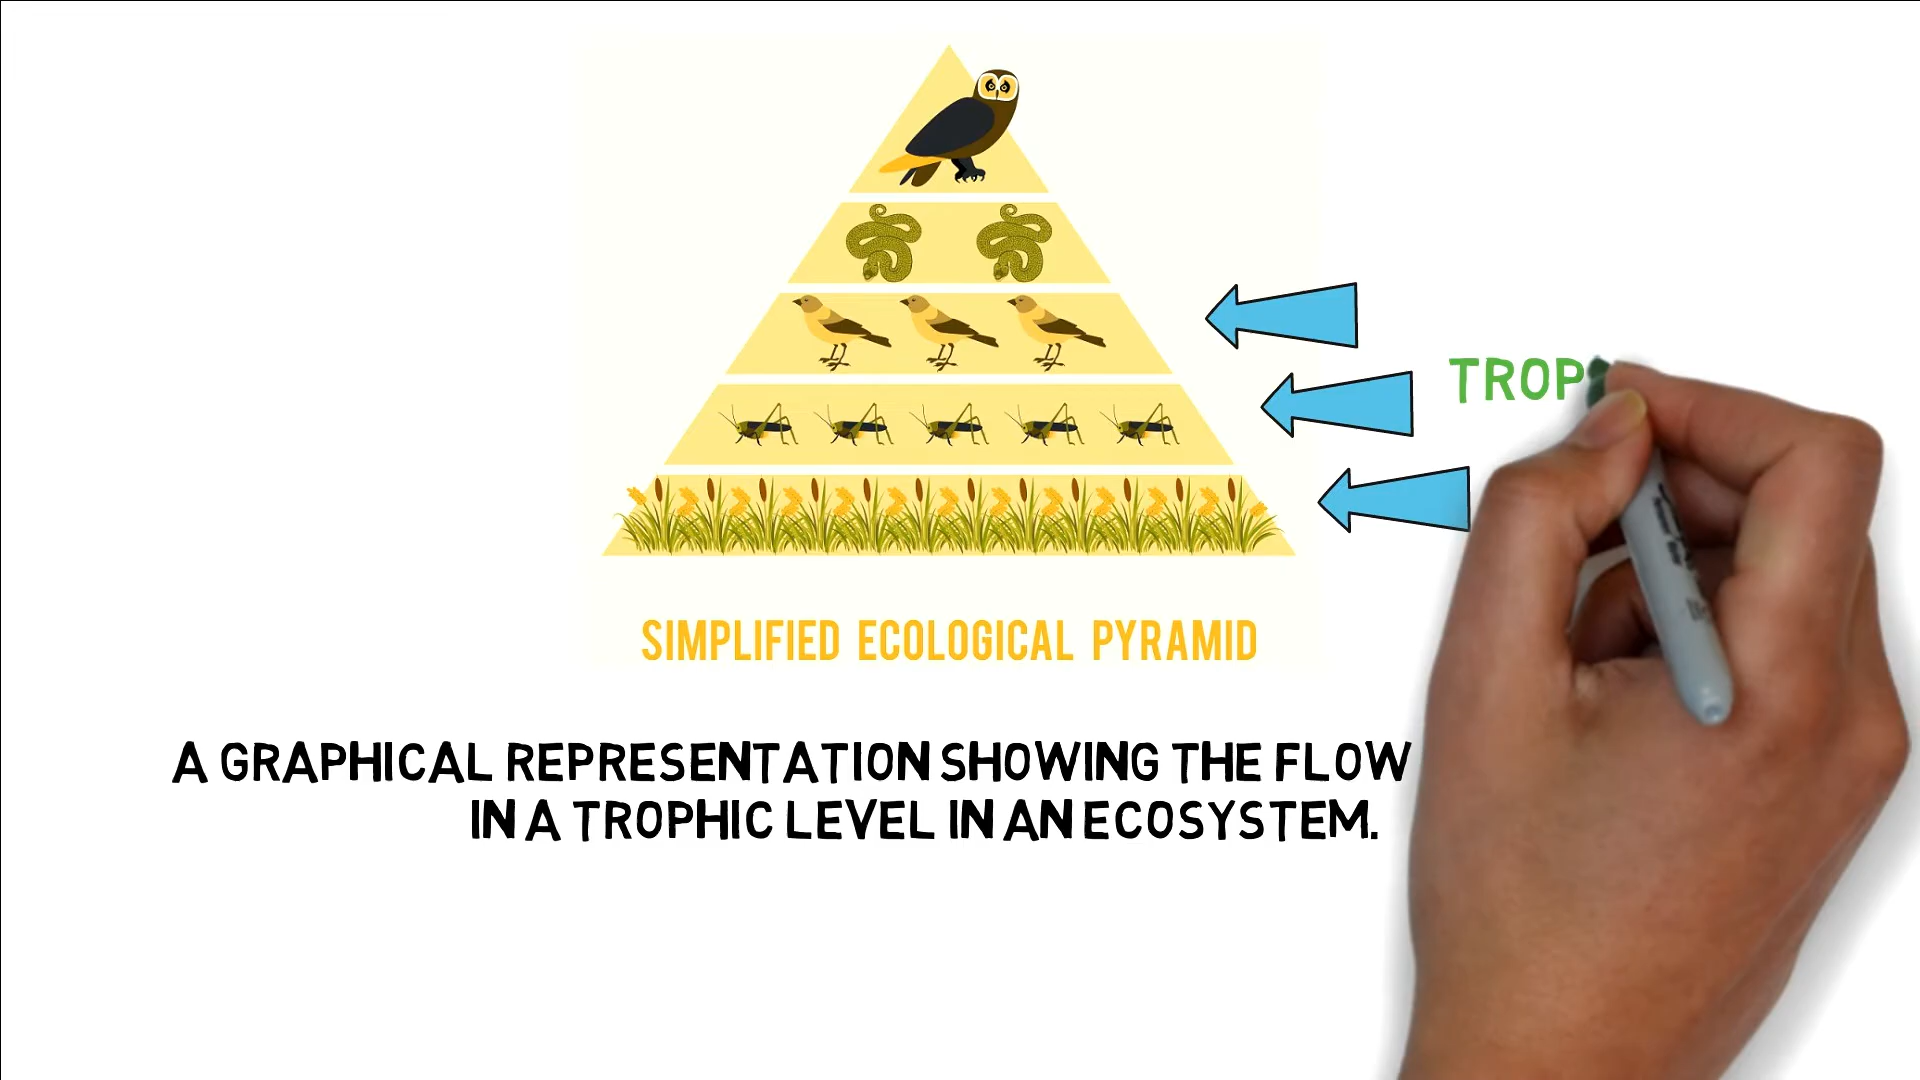 TROP
SIMPLIFIED ECOLOGICAL PYRAMID
A GRAPHICAL REPRESENTATION SHOWING THE FLOW
IN A TROPHIC LEVEL IN AN ECOSYSTEM.